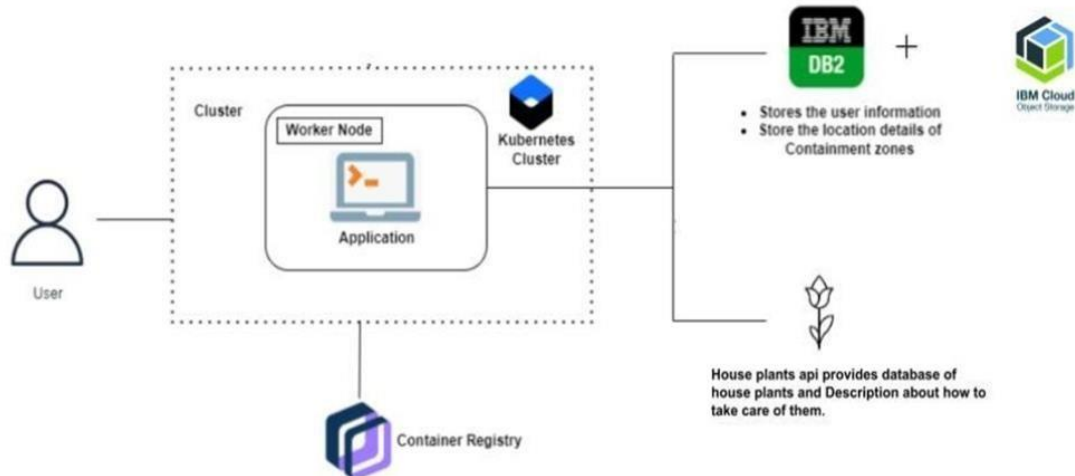 Cluster
Worker Node
Application
Kubernetes
Cluster
User
Container Registry
IBM
DB2
+
IBM Cloud
Object Storage
• Stores the user information
• Store the location details of
Containment zones
House plants api provides database of
house plants and Description about how to
take care of them.